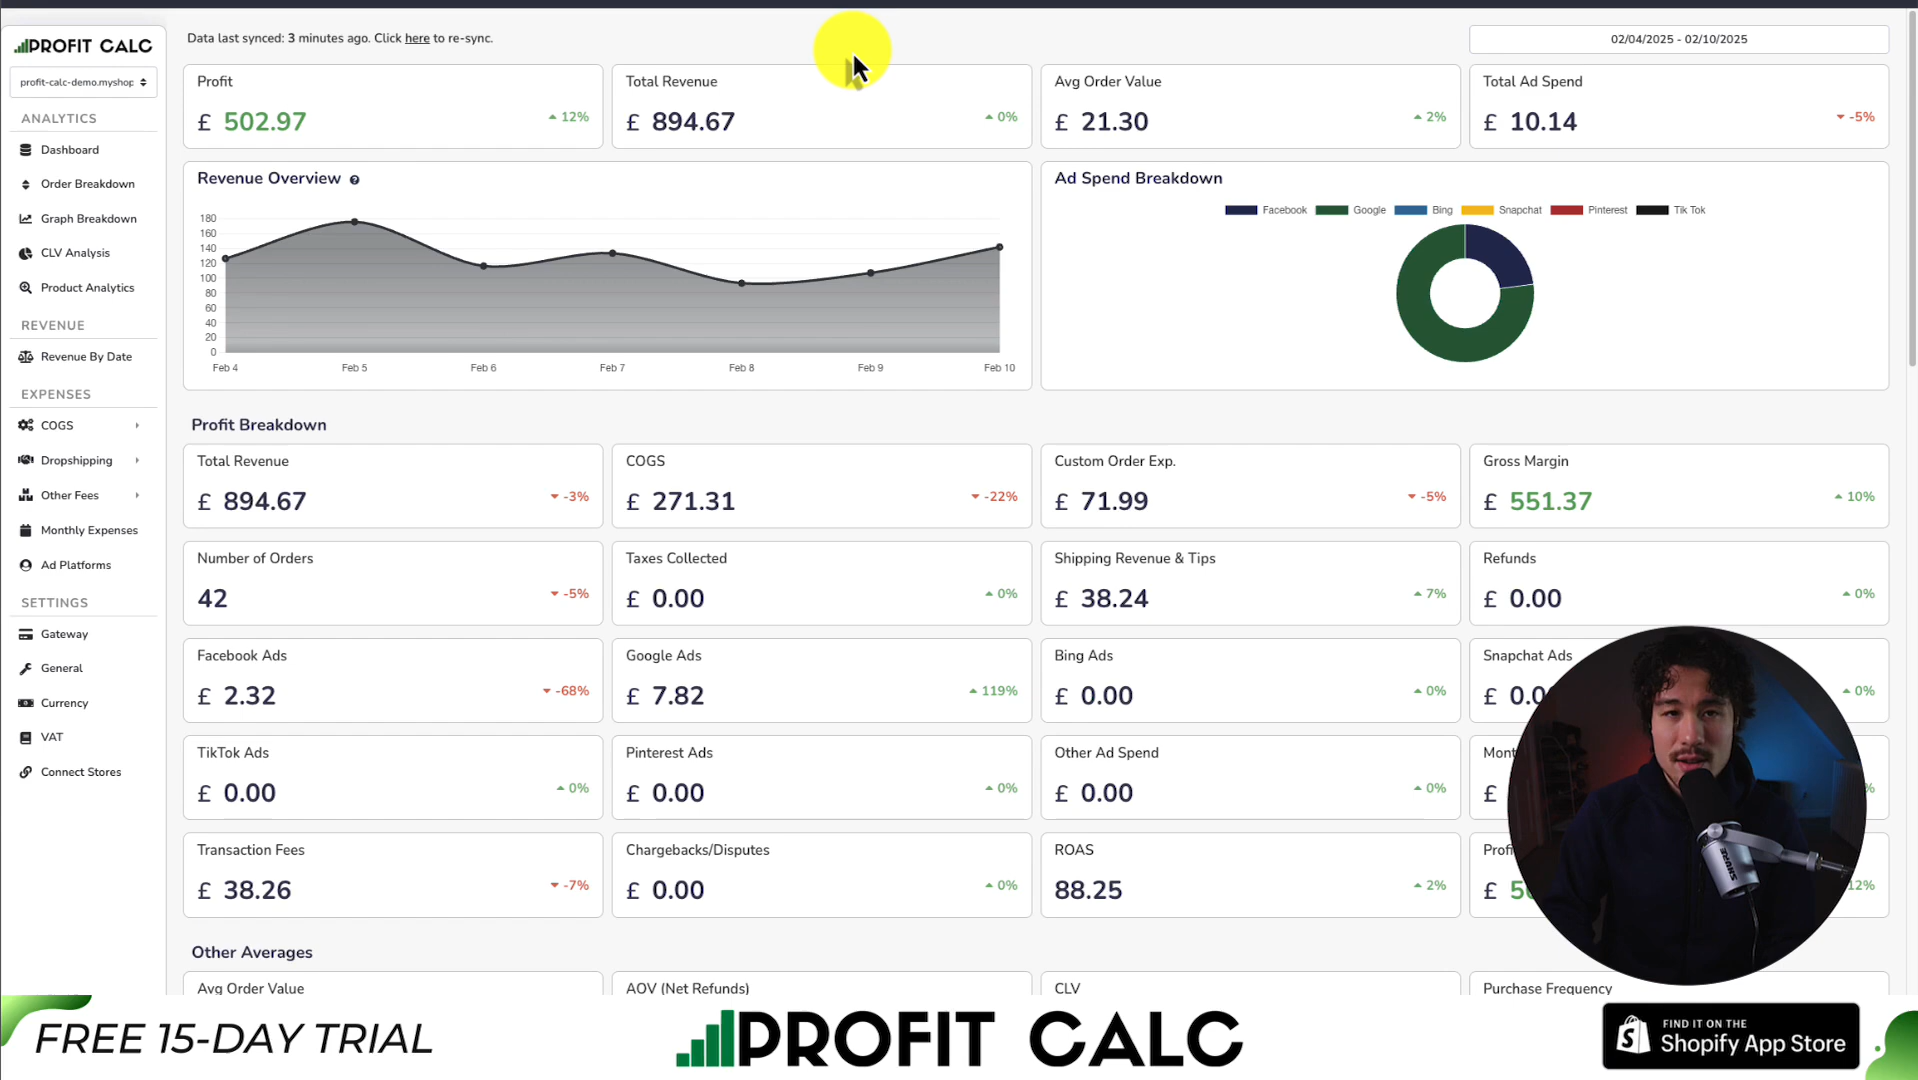 PROFIT CALC
profit-calc-demo.myshop
ANALYTICS
Dashboard
Order Breakdown
Graph Breakdown
CLV Analysis
Product Analytics
REVENUE
Revenue By Date
EXPENSES
COGS
Dropshipping
Other Fees
Monthly Expenses
Ad Platforms
SETTINGS
Gateway
General
Currency
VAT
Connect Stores
Data last synced: 3 minutes ago. Click here to re-sync.
02/04/2025 - 02/10/2025
Profit
£ 502.97
12%
Total Revenue
£ 894.67
0%
Avg Order Value
£ 21.30
2%
Total Ad Spend
£ 10.14
-5%
Revenue Overview
180
160
140
120
100
80
60
40
20
0
Feb 4 Feb 5 Feb 6 Feb 7 Feb 8 Feb 9 Feb 10
Ad Spend Breakdown
Facebook Google Bing Snapchat Pinterest Tik Tok
Profit Breakdown
Total Revenue
£ 894.67
-3%
COGS
£ 271.31
-22%
Custom Order Exp.
£ 71.99
-5%
Gross Margin
£ 551.37
10%
Number of Orders
42
-5%
Taxes Collected
£ 0.00
0%
Shipping Revenue & Tips
£ 38.24
7%
Refunds
£ 0.00
0%
Facebook Ads
£ 2.32
-68%
Google Ads
£ 7.82
119%
Bing Ads
£ 0.00
0%
Snapchat Ads
£ 0.0
0%
TikTok Ads
£ 0.00
0%
Pinterest Ads
£ 0.00
0%
Other Ad Spend
£ 0.00
0%
Mont
£
%
Transaction Fees
£ 38.26
-7%
Chargebacks/Disputes
£ 0.00
0%
ROAS
88.25
2%
Profi
£ 5
12%
Other Averages
Avg Order Value
AOV (Net Refunds)
CLV
Purchase Frequency
SHURE
FREE 15-DAY TRIAL
PROFIT CALC
FIND IT ON THE
Shopify App Store